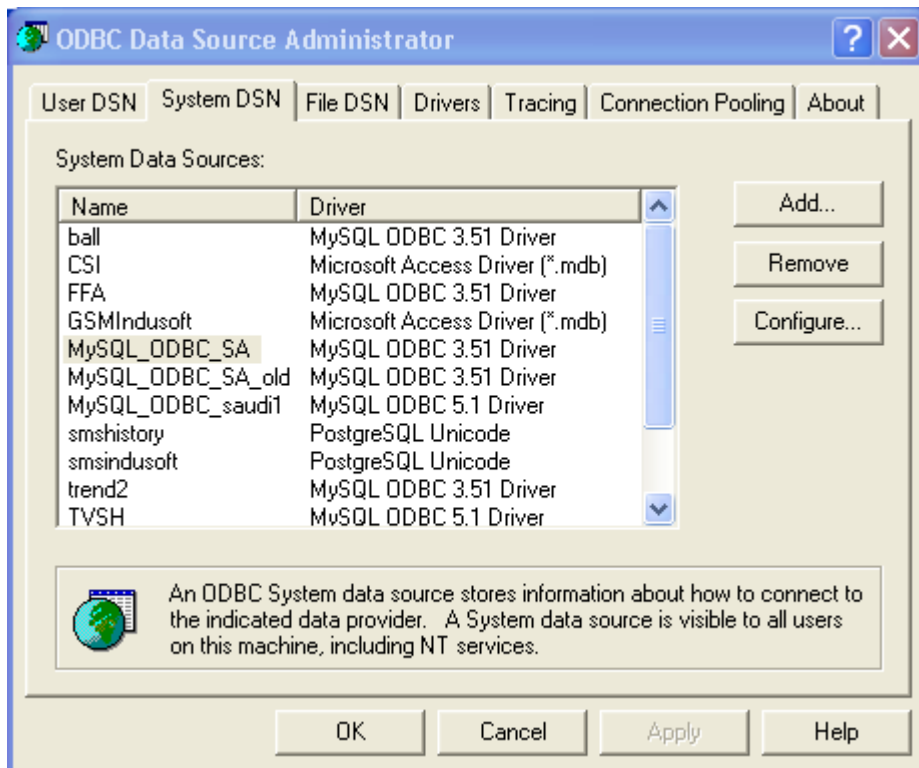 ODBC Data Source Administrator
User DSN System DSN File DSN Drivers Tracing Connection Pooling About
System Data Sources:
Name Driver
ball MySQL ODBC 3.51 Driver
CSI Microsoft Access Driver (*.mdb)
FFA MySQL ODBC 3.51 Driver
GSMIndusoft Microsoft Access Driver (*.mdb)
MySQL_ODBC_SA MySQL ODBC 3.51 Driver
MySQL_ODBC_SA_old MySQL ODBC 3.51 Driver
MySQL_ODBC_saudi1 MySQL ODBC 5.1 Driver
smshistory PostgreSQL Unicode
smsindusoft PostgreSQL Unicode
trend2 MySQL ODBC 3.51 Driver
TVSH MySQL ODBC 5.1 Driver
Add...
Remove
Configure...
An ODBC System data source stores information about how to connect to
the indicated data provider. A System data source is visible to all users
on this machine, including NT services.
OK Cancel Apply Help